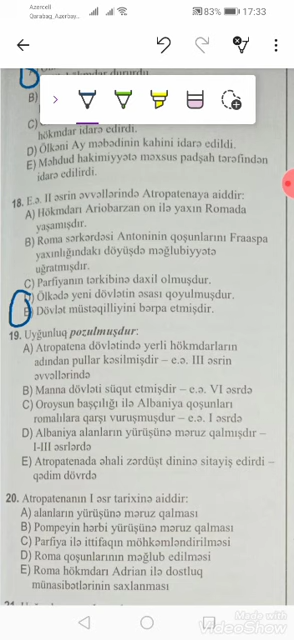 Azercell
Qarabag_Azerbay...
83% 17:33
hökmdar dururdu
B)
C)
hökmdar idarə edirdi.
D) Ölkəni Ay məbədinin kahini idarə edildi.
E) Məhdud hakimiyyətə məxsus padşah tərəfindən
idarə edilirdi.
18. E.ə. II əsrin əvvəllərində Atropatenaya aiddir:
A) Hökmdarı Ariobarzan on ilə yaxın Romada
yaşamışdır.
B) Roma sərkərdəsi Antoninin qoşunlarını Fraaspa
yaxınlığındakı döyüşdə məğlubiyyətə
uğratmışdır.
C) Parfiyanın tərkibinə daxil olmuşdur.
Ölkədə yeni dövlətin əsası qoyulmuşdur.
E) Dövlət müstəqilliyini bərpa etmişdir.
19. Uyğunluq pozulmuşdur:
A) Atropatena dövlətində yerli hökmdarların
adından pullar kəsilmişdir – e.ə. III əsrin
əvvəllərində
B) Manna dövləti süqut etmişdir – e.ə. VI əsrdə
C) Oroysun başçılığı ilə Albaniya qoşunları
romalılara qarşı vuruşmuşdur – e.ə. I əsrdə
D) Albaniya alanların yürüşünə məruz qalmışdır –
I-III əsrlərdə
E) Atropatenada əhali zərdüşt dininə sitayiş edirdi –
qədim dövrdə
20. Atropatenanın I əsr tarixinə aiddir:
A) alanların yürüşünə məruz qalması
B) Pompeyin hərbi yürüşünə məruz qalması
C) Parfiya ilə ittifaqın möhkəmləndirilməsi
D) Roma qoşunlarının məğlub edilməsi
E) Roma hökmdarı Adrian ilə dostluq
münasibətlərinin saxlanması
Made with
VideoShow